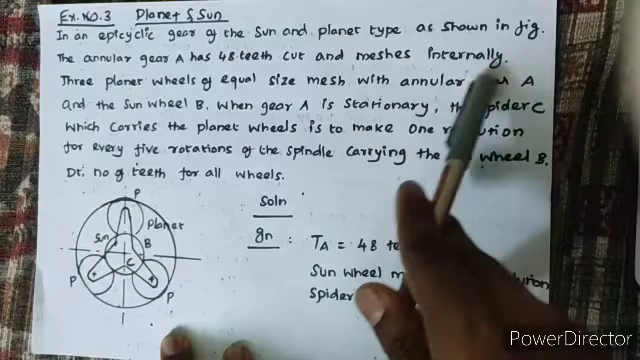 Ex.No.3 Planet & Sun
In an epicyclic gear of the Sun and planet type as shown in fig.
The annular gear A has 48 teeth cut and meshes internally.
Three planet wheels of equal size mesh with annular A
and the Sun wheel B. When gear A is stationary, the spider C
which carries the planet wheels is to make one
for every five rotations of the spindle carrying the wheel B.
Dt. no of teeth for all wheels.
Soln
gn : TA = 48
Sun wheel
Spider
P
Planet
Sun
B
C
P
P
PowerDirector